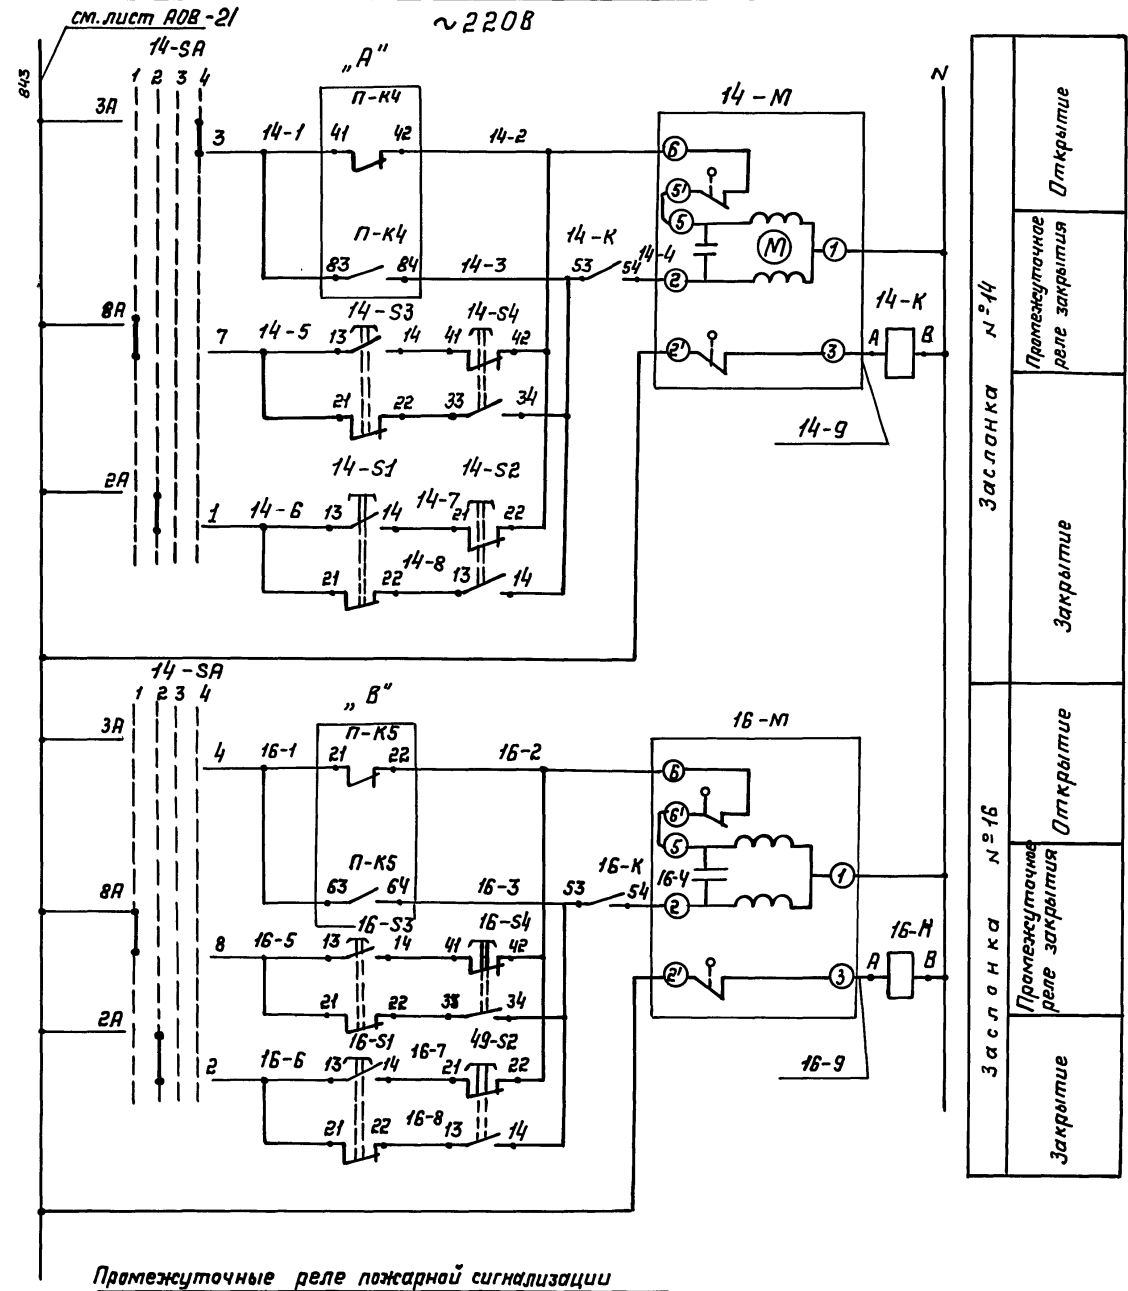 см. лист АОВ-21
~220В
843
14-SA
1 2 3 4
3А
8А
2А
„А"
П-К4
3 14-1 41 42 14-2
П-К4
83 84 14-3
14-К
53 54 14-4
14-S3 14-S4
7 14-5 13 14 41 42
21 22 33 34
14-S1 14-S2
1 14-6 13 14 14-7 21 22
21 22 14-8 13 14
14-М
6
5'
5
М
1
2
2' 3
14-К
А В
14-9
N
14-SA
1 2 3 4
3А
8А
2А
„В"
П-К5
4 16-1 21 22 16-2
П-К5
63 64 16-3
16-К
53 54 16-4
16-S3 16-S4
8 16-5 13 14 41 42
21 22 33 34
16-S1 49-S2
2 16-6 13 14 16-7 21 22
21 22 16-8 13 14
16-М
6
6'
5
1
2
2' 3
16-К
А В
16-9
Заслонка №14
Открытие
Промежуточное
реле закрытия
Закрытие
Заслонка №16
Открытие
Промежуточное
реле закрытия
Закрытие
Промежуточные реле пожарной сигнализации